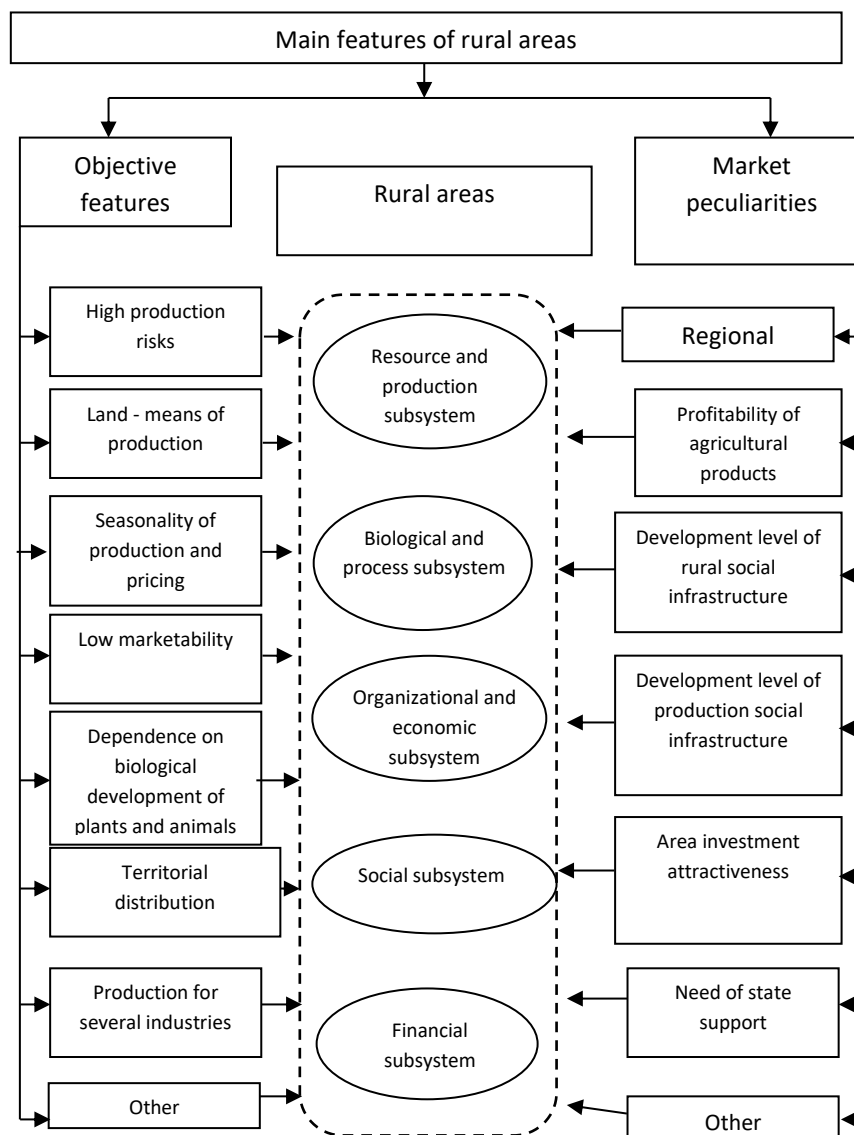 Main features of rural areas
Objective
features
Rural areas
Market
peculiarities
High production
risks
Land - means of
production
Seasonality of
production and
pricing
Low marketability
Dependence on
biological
development of
plants and animals
Territorial
distribution
Production for
several industries
Other
Resource and
production
subsystem
Biological and
process subsystem
Organizational and
economic
subsystem
Social subsystem
Financial
subsystem
Regional
Profitability of
agricultural
products
Development level of
rural social
infrastructure
Development level of
production social
infrastructure
Area investment
attractiveness
Need of state
support
Other